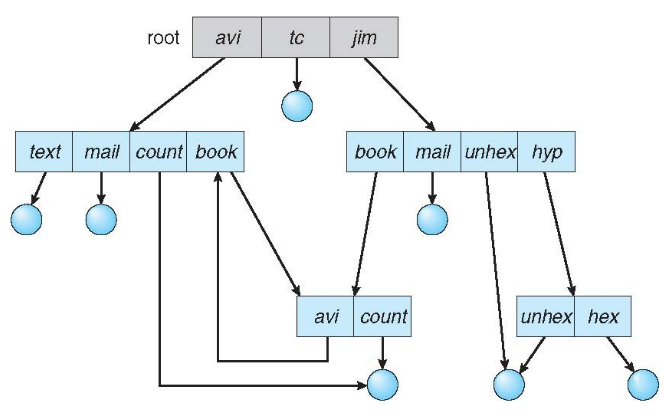 root avi tc jim
text mail count book book mail unhex hyp
avi count unhex hex